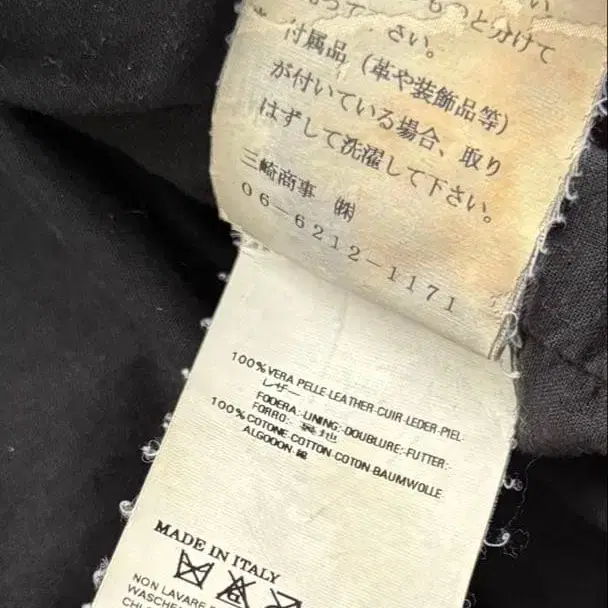 もっと分けて
さい。
付属品（革や装飾品等）
が付いている場合、取り
はずして洗濯して下さい。
三崎商事 ㈱
06-6212-1171
100% VERA PELLE-LEATHER-CUIR-LEDER-PIEL
レザー
FODERA: LINING: DOUBLURE: FUTTER:
FORRO: 裏地
100% COTONE-COTTON-COTON-BAUMWOLLE
ALGODON 綿
MADE IN ITALY
NON LAVARE